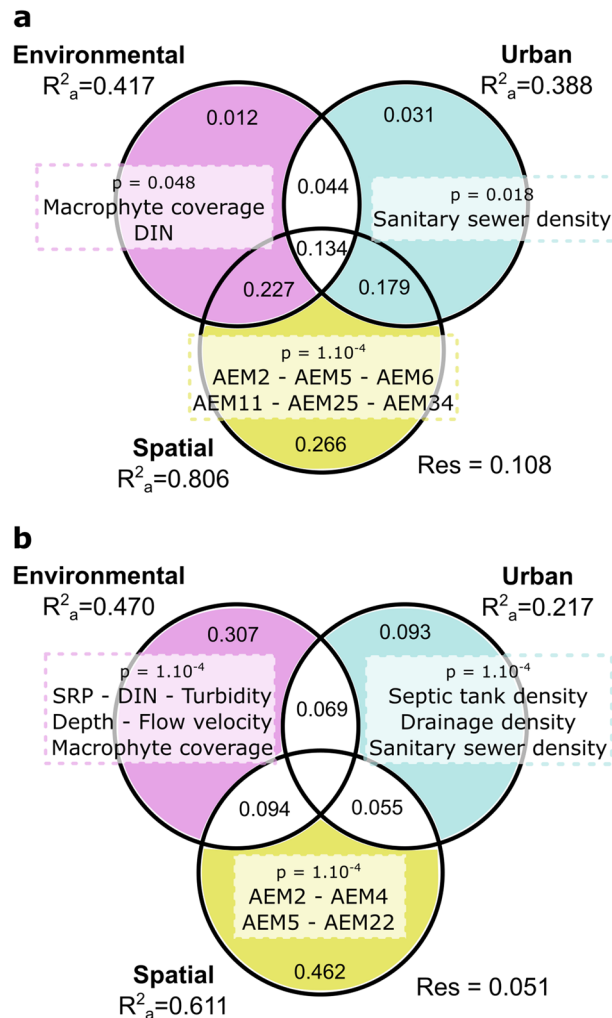 a
Environmental
R²ₐ=0.417
Urban
R²ₐ=0.388
0.012
0.031
0.044
p = 0.048
Macrophyte coverage
DIN
p = 0.018
Sanitary sewer density
0.134
0.227
0.179
p = 1.10⁻⁴
AEM2 - AEM5 - AEM6
AEM11 - AEM25 - AEM34
0.266
Spatial
R²ₐ=0.806
Res = 0.108
b
Environmental
R²ₐ=0.470
Urban
R²ₐ=0.217
0.307
0.093
0.069
p = 1.10⁻⁴
SRP - DIN - Turbidity
Depth - Flow velocity
Macrophyte coverage
p = 1.10⁻⁴
Septic tank density
Drainage density
Sanitary sewer density
0.094
0.055
p = 1.10⁻⁴
AEM2 - AEM4
AEM5 - AEM22
0.462
Spatial
R²ₐ=0.611
Res = 0.051